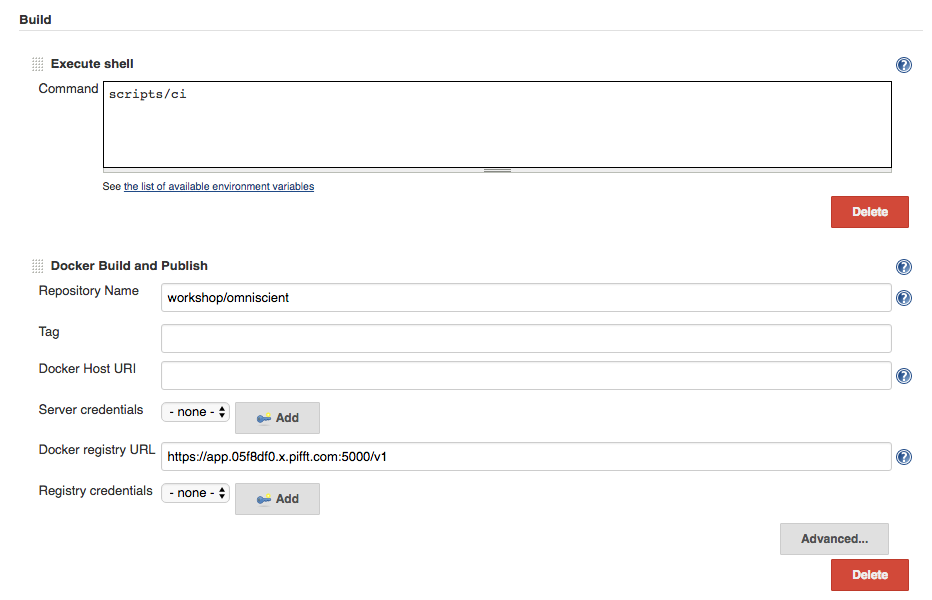 Build
Execute shell
Command
scripts/ci
See the list of available environment variables
Delete
Docker Build and Publish
Repository Name
workshop/omniscient
Tag
Docker Host URI
Server credentials
- none -
Add
Docker registry URL
https://app.05f8df0.x.pifft.com:5000/v1
Registry credentials
- none -
Add
Advanced...
Delete